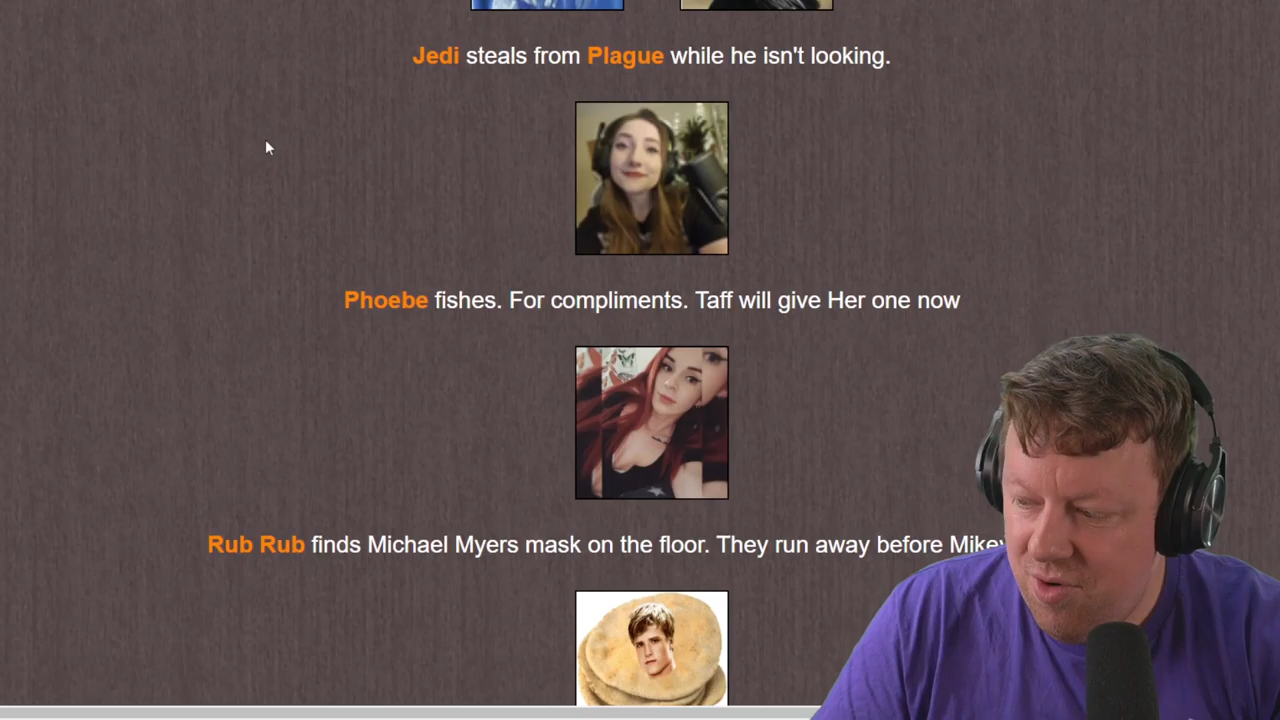 Jedi steals from Plague while he isn't looking.
Phoebe fishes. For compliments. Taff will give Her one now
Rub Rub finds Michael Myers mask on the floor. They run away before Mikey